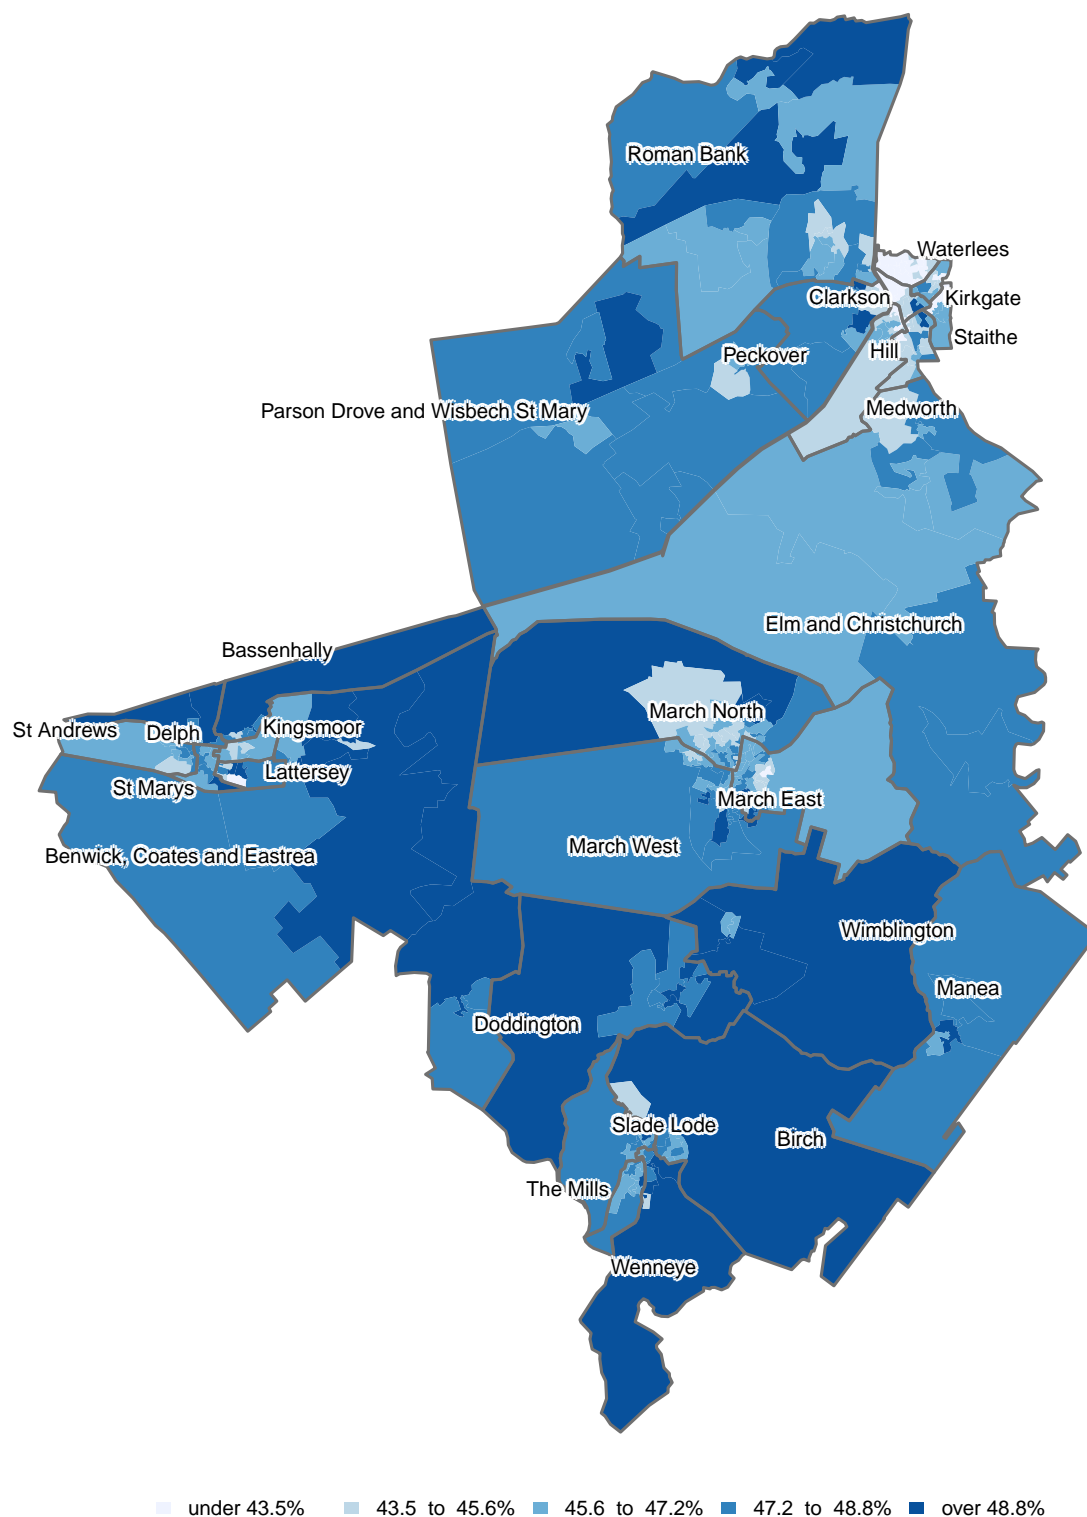 Roman Bank
Waterlees
Clarkson
Kirkgate
Staithe
Hill
Peckover
Parson Drove and Wisbech St Mary
Medworth
Elm and Christchurch
Bassenhally
March North
St Andrews
Delph
Kingsmoor
Lattersey
St Marys
March East
March West
Benwick, Coates and Eastrea
Wimblington
Manea
Doddington
Slade Lode
Birch
The Mills
Wenneye
under 43.5%
43.5 to 45.6%
45.6 to 47.2%
47.2 to 48.8%
over 48.8%